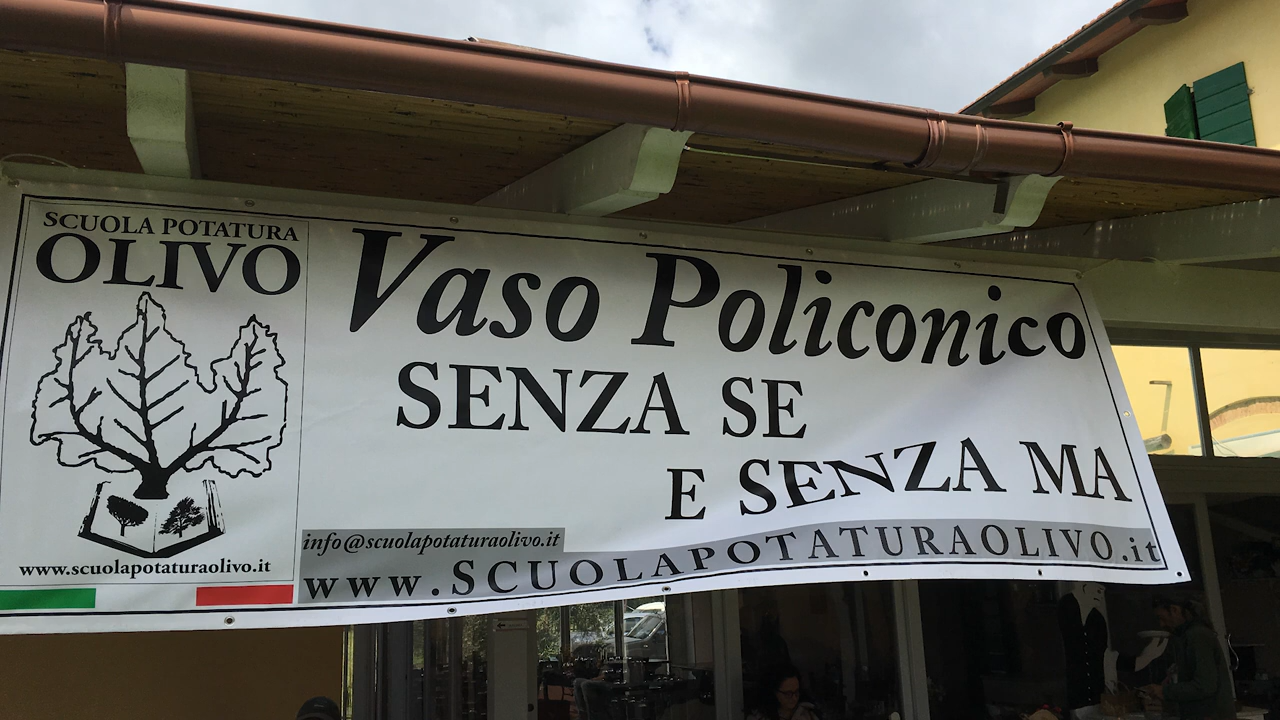 SCUOLA POTATURA
OLIVO
www.scuolapotaturaolivo.it
Vaso Policonico
SENZA SE
E SENZA MA
info@scuolapotaturaolivo.it
www.SCUOLAPOTATURAOLIVO.it